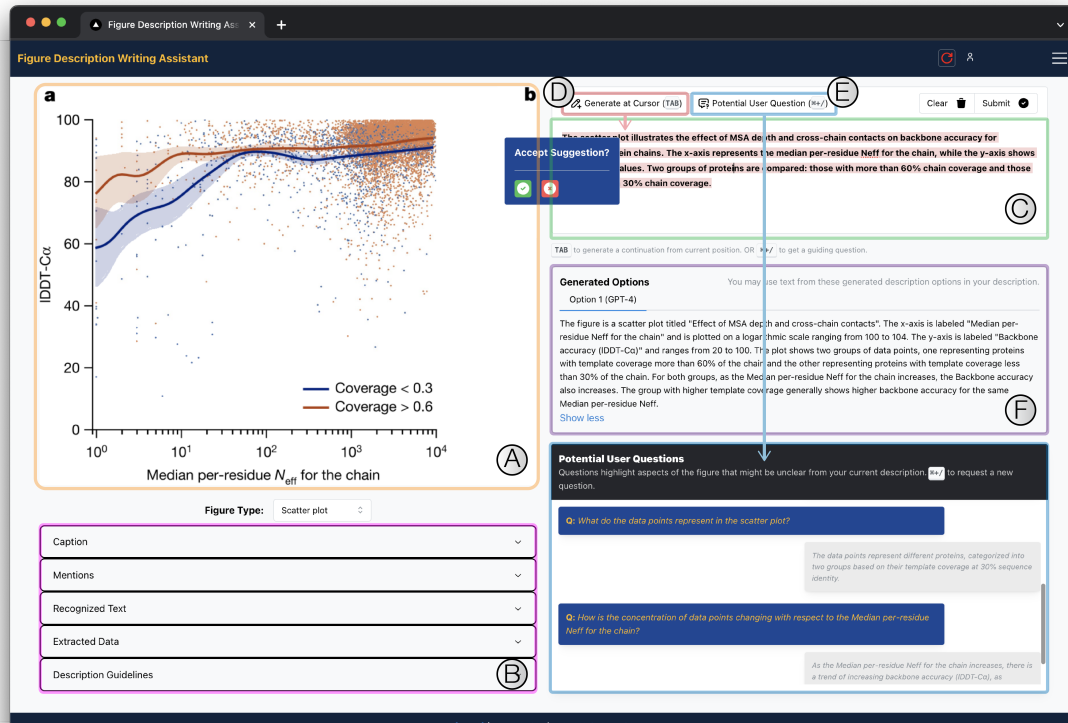 Figure Description Writing Ass
Figure Description Writing Assistant
a
b
100
80
60
40
20
0
lDDT-Cα
10⁰
10¹
10²
10³
10⁴
Median per-residue Neff for the chain
Coverage < 0.3
Coverage > 0.6
A
Figure Type:
Scatter plot
Caption
Mentions
Recognized Text
Extracted Data
Description Guidelines
B
D
Generate at Cursor (TAB)
Potential User Question (⌘+/)
E
Clear
Submit
The scatter plot illustrates the effect of MSA depth and cross-chain contacts on backbone accuracy for
ein chains. The x-axis represents the median per-residue Neff for the chain, while the y-axis shows
alues. Two groups of proteins are compared: those with more than 60% chain coverage and those
30% chain coverage.
Accept Suggestion?
C
TAB to generate a continuation from current position. OR ⌘+/ to get a guiding question.
Generated Options
You may use text from these generated description options in your description.
Option 1 (GPT-4)
The figure is a scatter plot titled "Effect of MSA depth and cross-chain contacts". The x-axis is labeled "Median per-
residue Neff for the chain" and is plotted on a logarithmic scale ranging from 100 to 104. The y-axis is labeled "Backbone
accuracy (lDDT-Cα)" and ranges from 20 to 100. The plot shows two groups of data points, one representing proteins
with template coverage more than 60% of the chain and the other representing proteins with template coverage less
than 30% of the chain. For both groups, as the Median per-residue Neff for the chain increases, the Backbone accuracy
also increases. The group with higher template coverage generally shows higher backbone accuracy for the same
Median per-residue Neff.
Show less
F
Potential User Questions
Questions highlight aspects of the figure that might be unclear from your current description. ⌘+/ to request a new
question.
Q: What do the data points represent in the scatter plot?
The data points represent different proteins, categorized into
two groups based on their template coverage at 30% sequence
identity.
Q: How is the concentration of data points changing with respect to the Median per-residue
Neff for the chain?
As the Median per-residue Neff for the chain increases, there is
a trend of increasing backbone accuracy (lDDT-Cα), as